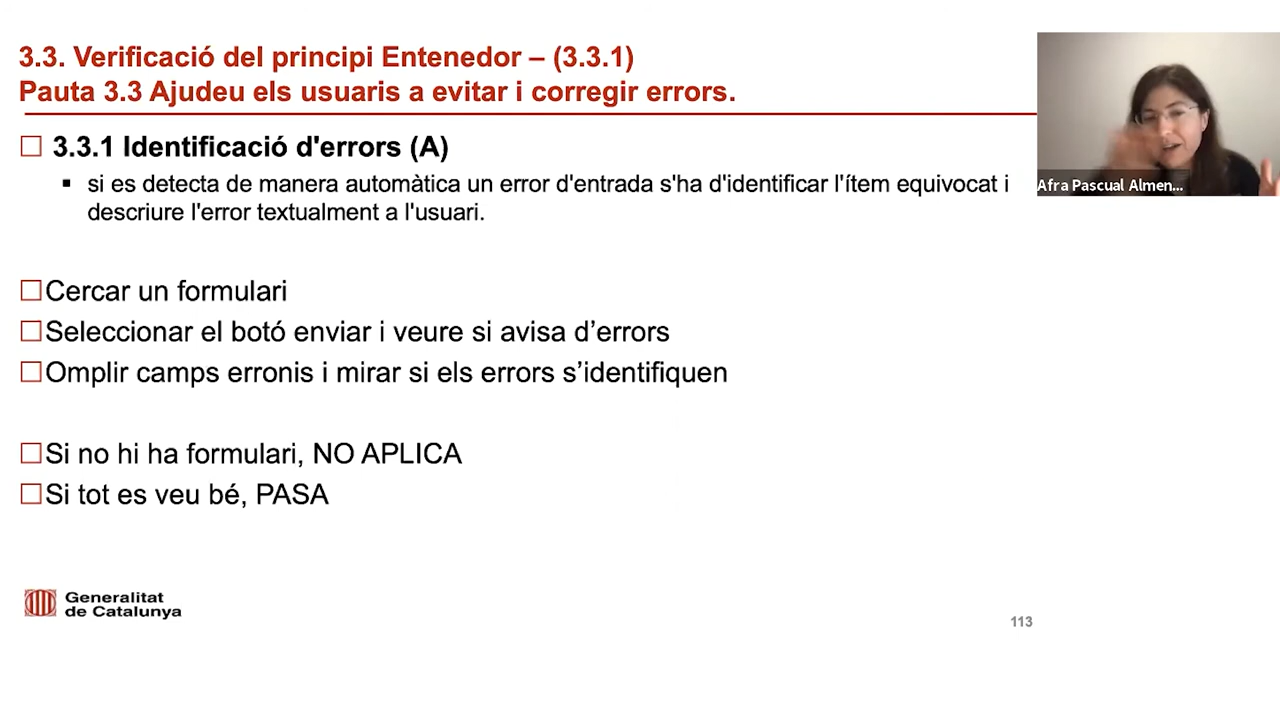 3.3. Verificació del principi Entenedor – (3.3.1)
Pauta 3.3 Ajudeu els usuaris a evitar i corregir errors.
3.3.1 Identificació d'errors (A)
si es detecta de manera automàtica un error d'entrada s'ha d'identificar l'ítem equivocat i
descriure l'error textualment a l'usuari.
Cercar un formulari
Seleccionar el botó enviar i veure si avisa d’errors
Omplir camps erronis i mirar si els errors s’identifiquen
Si no hi ha formulari, NO APLICA
Si tot es veu bé, PASA
Generalitat
de Catalunya
113
Afra Pascual Almen...